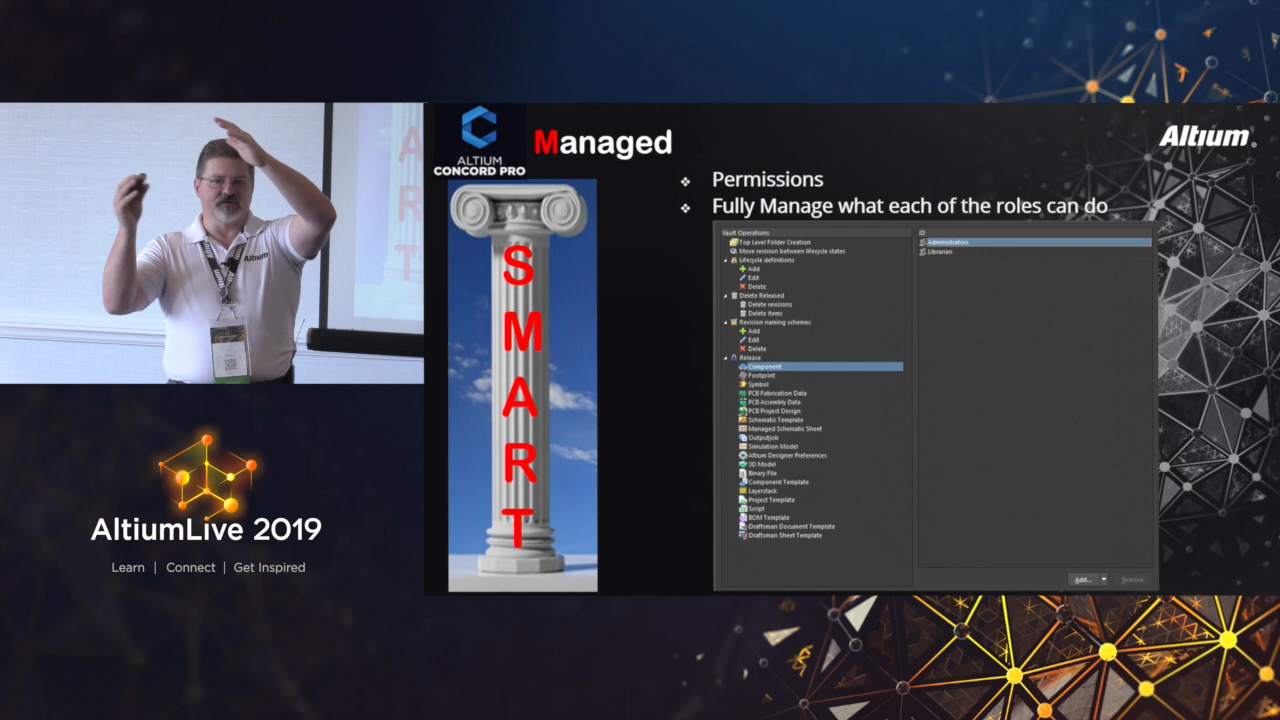 ALTIUM
CONCORD PRO
Managed
Altium®
Permissions
Fully Manage what each of the roles can do
S
M
A
R
T
Vault Operations
Top Level Folder Creation
Move revision between lifecycle states
Lifecycle definitions
Add
Edit
Delete
Delete Released
Delete revisions
Delete items
Revision naming schemes
Add
Edit
Delete
Release
Component
Footprint
Symbol
PCB Fabrication Data
PCB Assembly Data
PCB Project Design
Schematic Template
Managed Schematic Sheet
Outputjob
Simulation Model
Altium Designer Preferences
3D Model
Binary File
Component Template
Layerstack
Project Template
Script
BOM Template
Draftsman Document Template
Draftsman Sheet Template
ID
Administrators
Librarian
Add...
Remove
A
R
T
Altium
AltiumLive 2019
Learn | Connect | Get Inspired